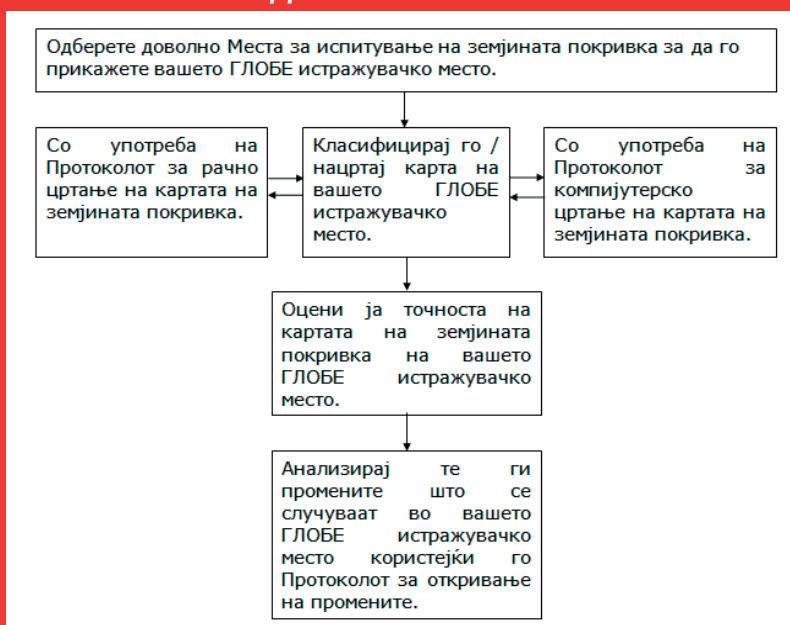 Одберете доволно Места за испитување на земјината покривка за да го
прикажете вашето ГЛОБЕ истражувачко место.
Со употреба на
Протоколот за рачно
цртање на картата на
земјината покривка.
Класифицирај го /
нацртај карта на
вашето ГЛОБЕ
истражувачко
место.
Со употреба на
Протоколот за
компијутерско
цртање на картата на
земјината покривка.
Оцени ја точноста на
картата на земјината
покривка на вашето
ГЛОБЕ истражувачко
место.
Анализирај те ги
промените што се
случуваат во вашето
ГЛОБЕ истражувачко
место користејќи го
Протоколот за откривање
на промените.